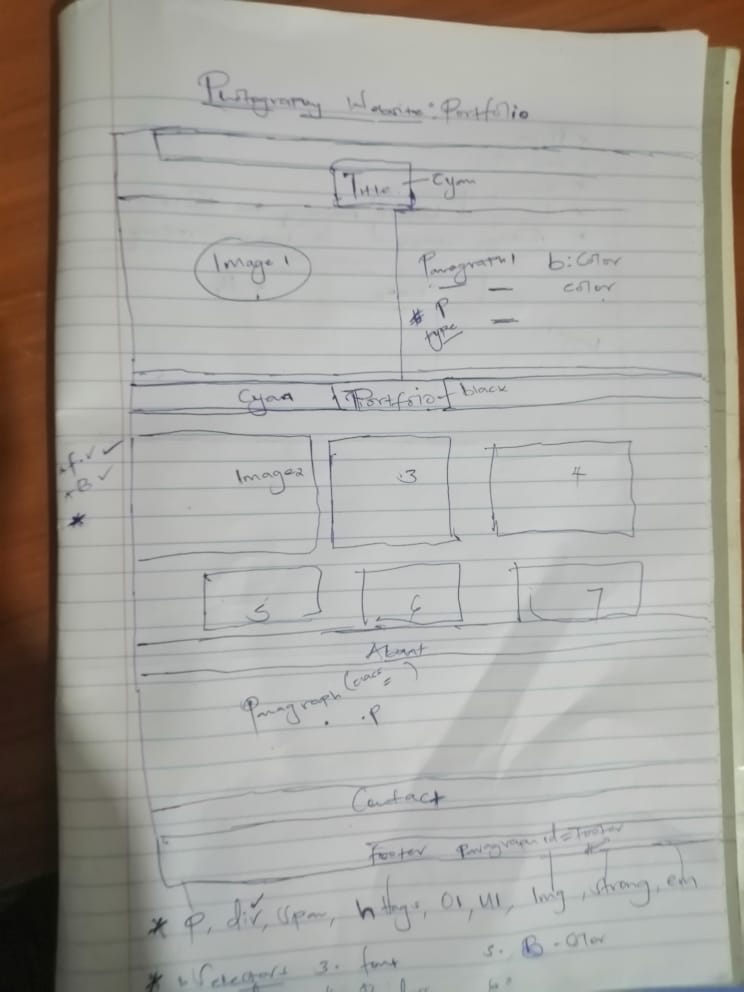 Photography Website: Portfolio
Title Cyan
Image 1
Paragraph 1 b: Color
color
* P
type
Cyan Portfolio black
* f. ✓ ✓
* B ✓
*
Image 2 3 4
5 6 7
About
Paragraph (class = )
. P
Contact
footer Paragraph id = footer
* P, div, span, h tags, Ol, Ul, Img, strong, em
* Selectors 3. font 5. B - Olor